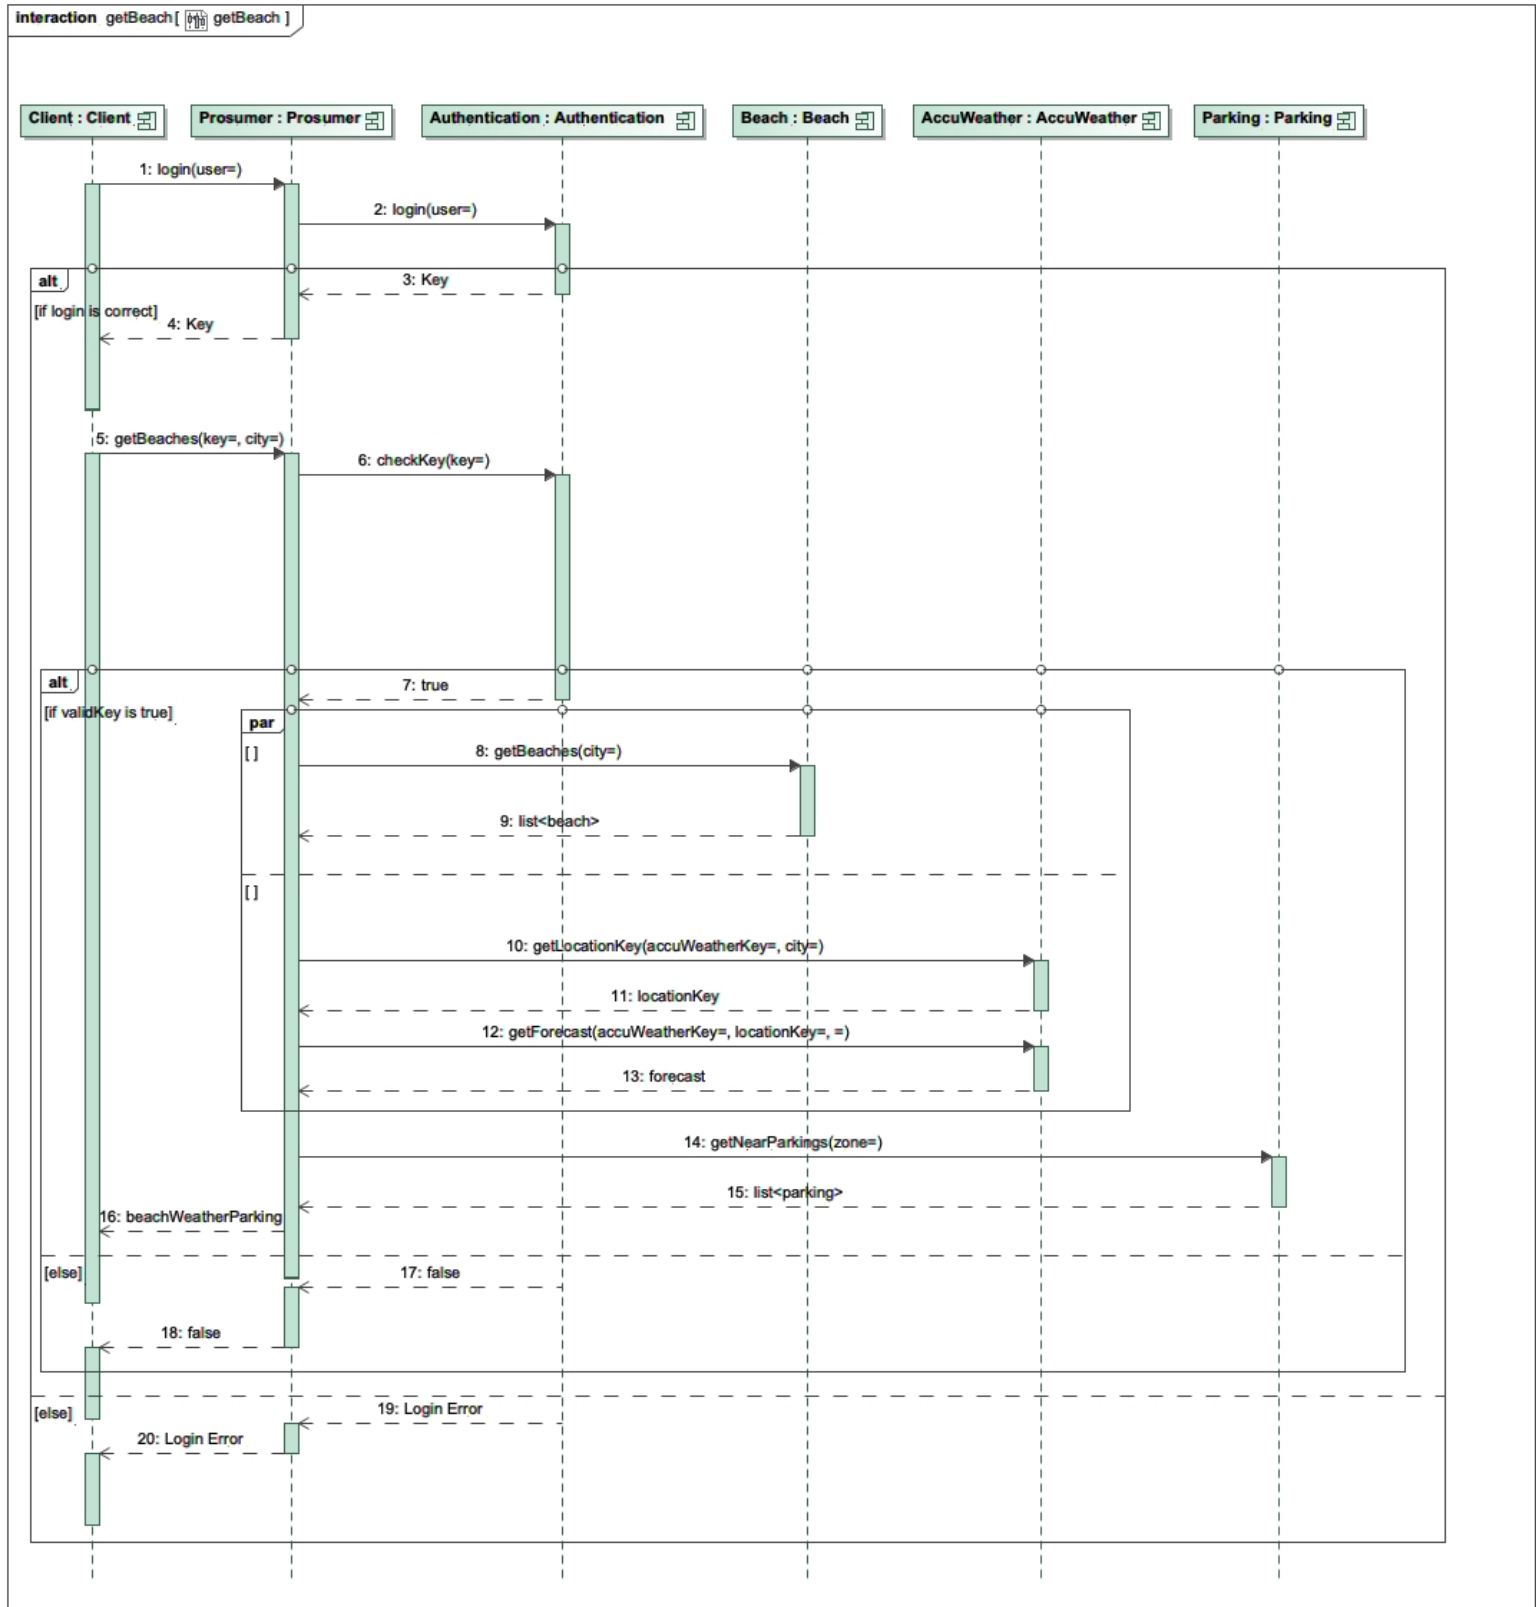 interaction getBeach[ getBeach ]
Client : Client
Prosumer : Prosumer
Authentication : Authentication
Beach : Beach
AccuWeather : AccuWeather
Parking : Parking
1: login(user=)
2: login(user=)
alt
3: Key
[if login is correct]
4: Key
5: getBeaches(key=, city=)
6: checkKey(key=)
alt
7: true
[if validKey is true]
par
[ ]
8: getBeaches(city=)
9: list<beach>
[ ]
10: getLocationKey(accuWeatherKey=, city=)
11: locationKey
12: getForecast(accuWeatherKey=, locationKey=, =)
13: forecast
14: getNearParkings(zone=)
15: list<parking>
16: beachWeatherParking
[else]
17: false
18: false
[else]
19: Login Error
20: Login Error